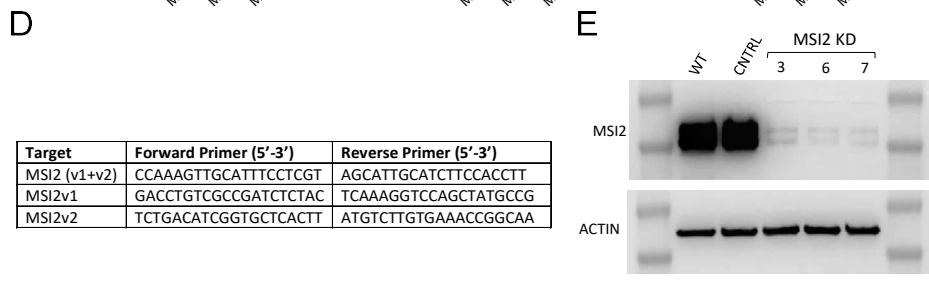 D
Target Forward Primer (5’-3’) Reverse Primer (5’-3’)
MSI2 (v1+v2) CCAAAGTTGCATTTCCTCGT AGCATTGCATCTTCCACCTT
MSI2v1 GACCTGTCGCCGATCTCTAC TCAAAGGTCCAGCTATGCCG
MSI2v2 TCTGACATCGGTGCTCACTT ATGTCTTGTGAAACCGGCAA
E
MSI2 KD
WT CNTRL 3 6 7
MSI2
ACTIN